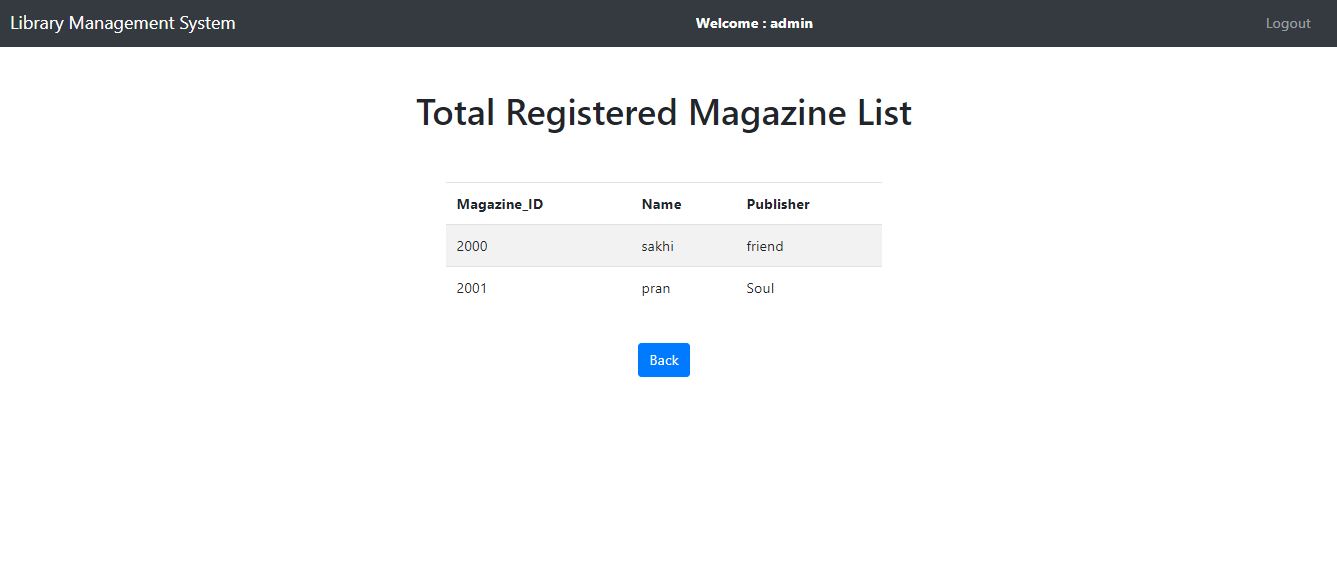 Library Management System Welcome : admin Logout
Total Registered Magazine List
Magazine_ID Name Publisher
2000 sakhi friend
2001 pran Soul
Back